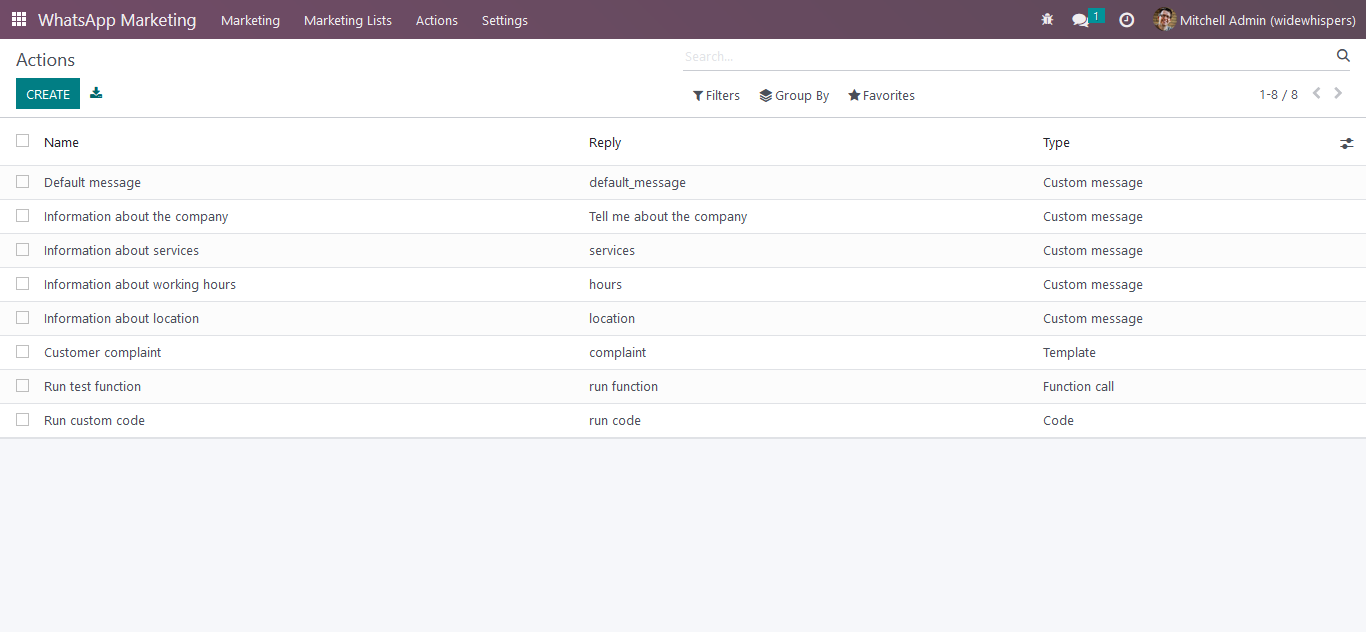 WhatsApp Marketing Marketing Marketing Lists Actions Settings 1 Mitchell Admin (widewhispers)
Actions
Search...
CREATE
Filters Group By Favorites 1-8 / 8
Name Reply Type
Default message default_message Custom message
Information about the company Tell me about the company Custom message
Information about services services Custom message
Information about working hours hours Custom message
Information about location location Custom message
Customer complaint complaint Template
Run test function run function Function call
Run custom code run code Code